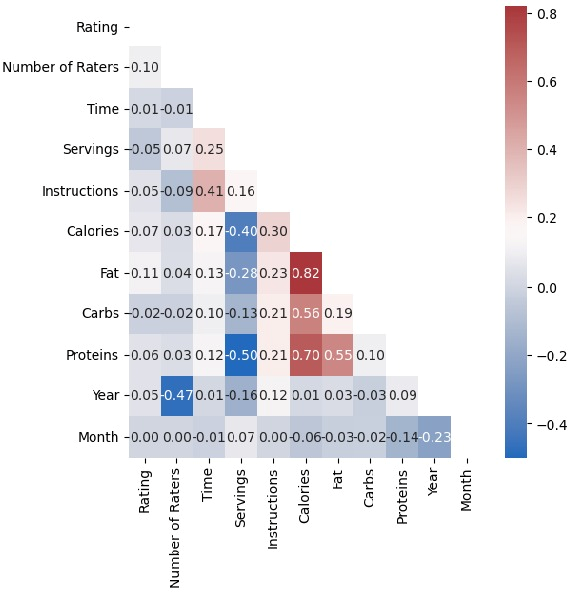 Rating
Number of Raters 0.10
Time 0.01 -0.01
Servings -0.05 0.07 0.25
Instructions 0.05 -0.09 0.41 0.16
Calories 0.07 0.03 0.17 -0.40 0.30
Fat 0.11 0.04 0.13 -0.28 0.23 0.82
Carbs -0.02 -0.02 0.10 -0.13 0.21 0.56 0.19
Proteins 0.06 0.03 0.12 -0.50 0.21 0.70 0.55 0.10
Year 0.05 -0.47 0.01 -0.16 0.12 0.01 0.03 -0.03 0.09
Month 0.00 0.00 -0.01 0.07 0.00 -0.06 -0.03 -0.02 -0.14 -0.23
Rating
Number of Raters
Time
Servings
Instructions
Calories
Fat
Carbs
Proteins
Year
Month
0.8
0.6
0.4
0.2
0.0
−0.2
−0.4